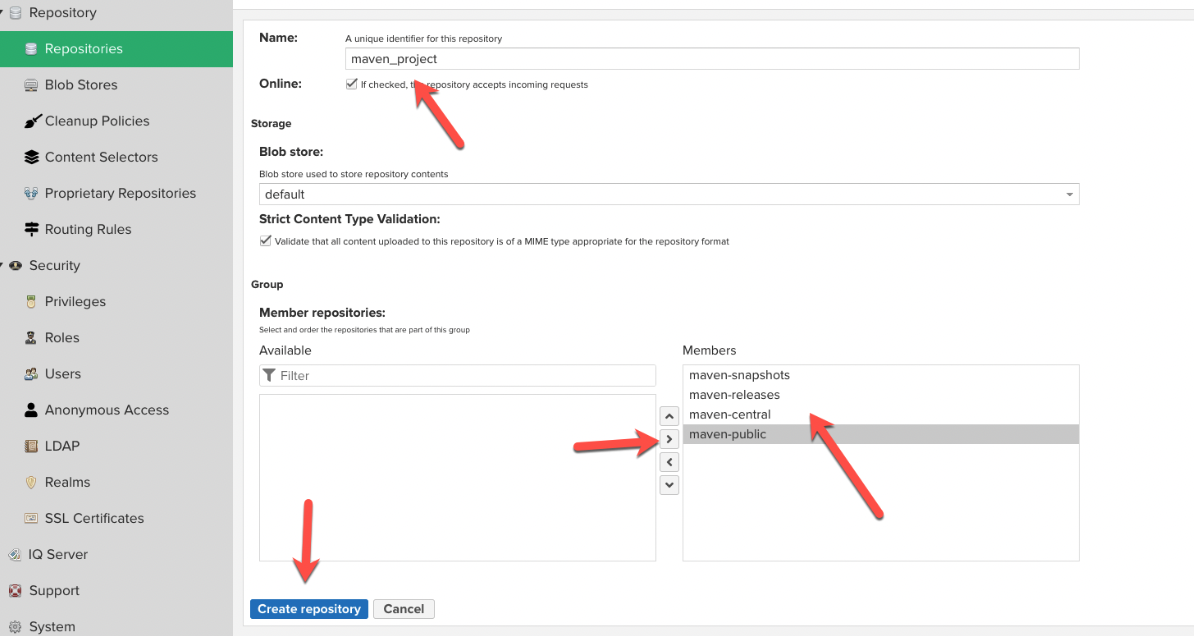 Repository
Repositories
Blob Stores
Cleanup Policies
Content Selectors
Proprietary Repositories
Routing Rules
Security
Privileges
Roles
Users
Anonymous Access
LDAP
Realms
SSL Certificates
IQ Server
Support
System
Name: A unique identifier for this repository
maven_project
Online: If checked, repository accepts incoming requests
Storage
Blob store:
Blob store used to store repository contents
default
Strict Content Type Validation:
Validate that all content uploaded to this repository is of a MIME type appropriate for the repository format
Group
Member repositories:
Select and order the repositories that are part of this group
Available
Filter
Members
maven-snapshots
maven-releases
maven-central
maven-public
Create repository Cancel